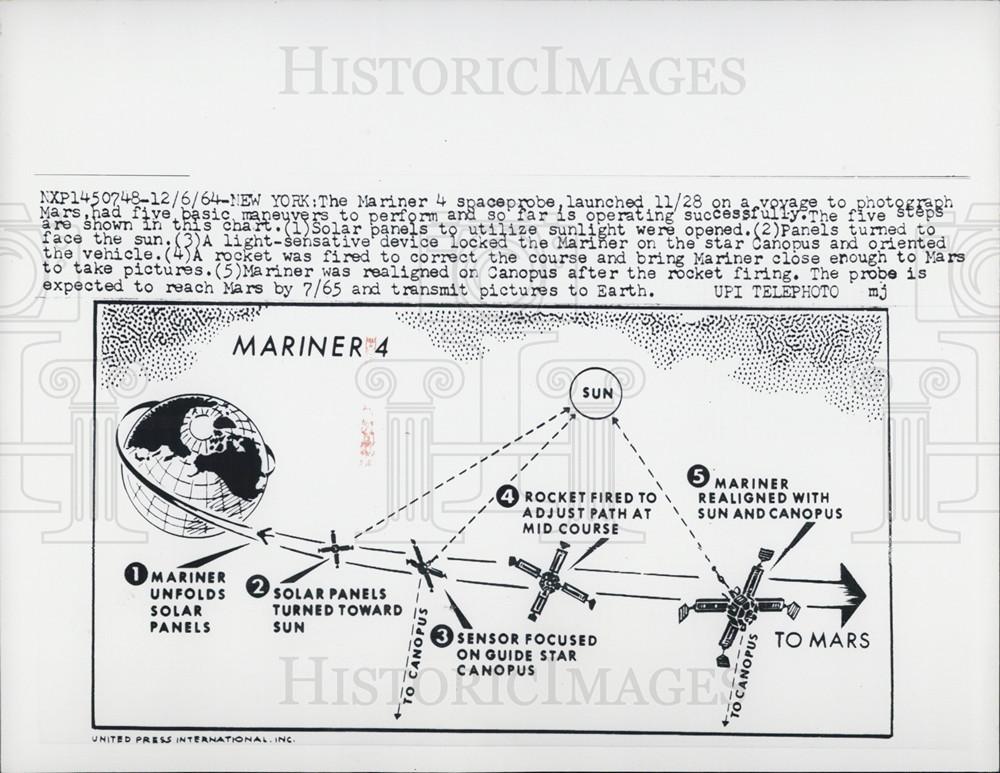 HISTORICIMAGES
NXP1450748-12/6/64-NEW YORK:The Mariner 4 spaceprobe,launched 11/28 on a voyage to photograph
Mars,had five basic maneuvers to perform and so far is operating successfully.The five steps
are shown in this chart.(1)Solar panels to utilize sunlight were opened.(2)Panels turned to
face the sun.(3)A light-sensative device locked the Mariner on the star Canopus and oriented
the vehicle.(4)A rocket was fired to correct the course and bring Mariner close enough to Mars
to take pictures.(5)Mariner was realigned on Canopus after the rocket firing. The probe is
expected to reach Mars by 7/65 and transmit pictures to Earth. UPI TELEPHOTO mj
MARINER 4
SUN
1 MARINER
UNFOLDS
SOLAR
PANELS
2 SOLAR PANELS
TURNED TOWARD
SUN
3 SENSOR FOCUSED
ON GUIDE STAR
CANOPUS
TO CANOPUS
4 ROCKET FIRED TO
ADJUST PATH AT
MID COURSE
5 MARINER
REALIGNED WITH
SUN AND CANOPUS
TO MARS
TO CANOPUS
HISTORICIMAGES
UNITED PRESS INTERNATIONAL, INC.